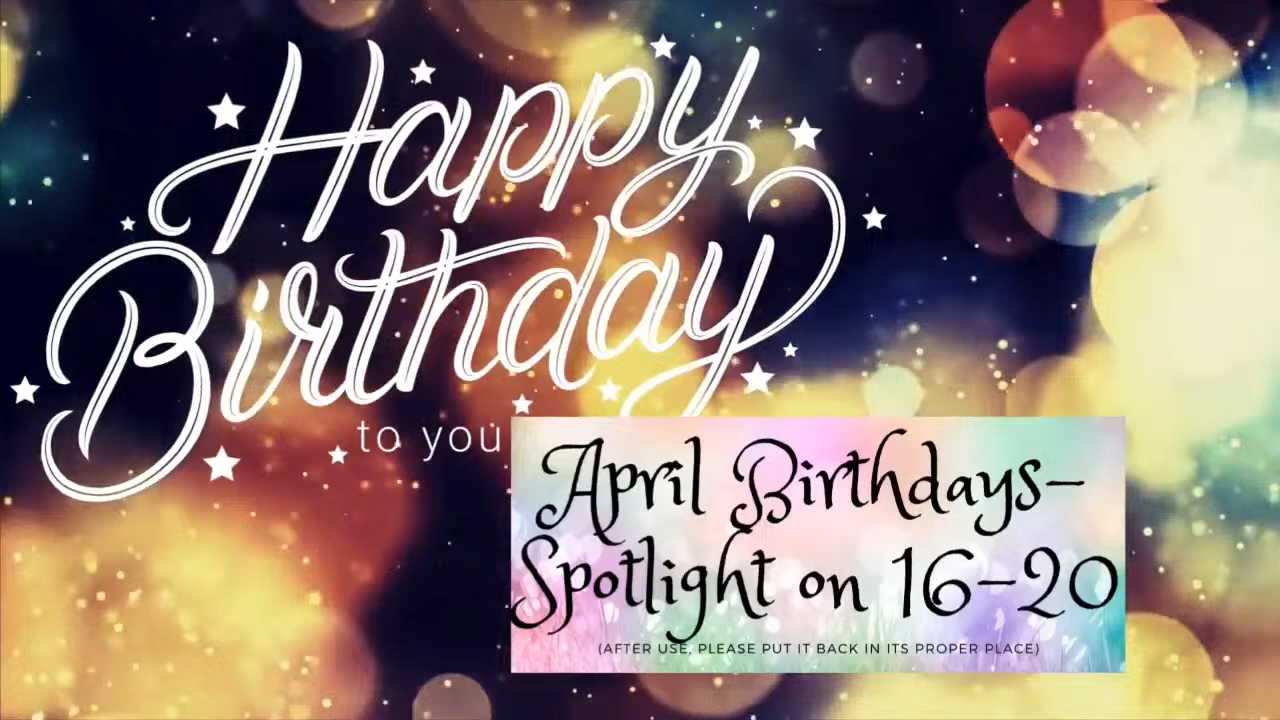 Happy
Birthday
to you
April Birthdays-
Spotlight on 16-20
(AFTER USE, PLEASE PUT IT BACK IN ITS PROPER PLACE)